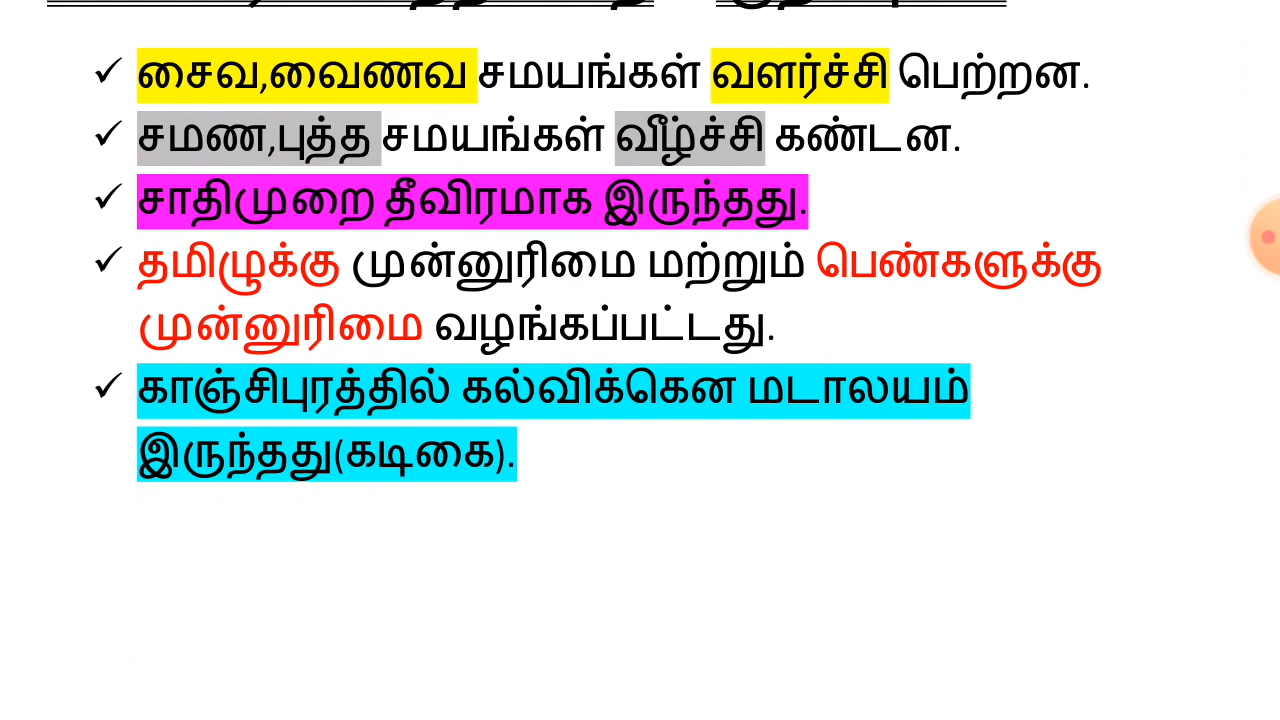 ✓ சைவ,வைணவ சமயங்கள் வளர்ச்சி பெற்றன.
✓ சமண,புத்த சமயங்கள் வீழ்ச்சி கண்டன.
✓ சாதிமுறை தீவிரமாக இருந்தது.
✓ தமிழுக்கு முன்னுரிமை மற்றும் பெண்களுக்கு
முன்னுரிமை வழங்கப்பட்டது.
✓ காஞ்சிபுரத்தில் கல்விக்கென மடாலயம்
இருந்தது(கடிகை).